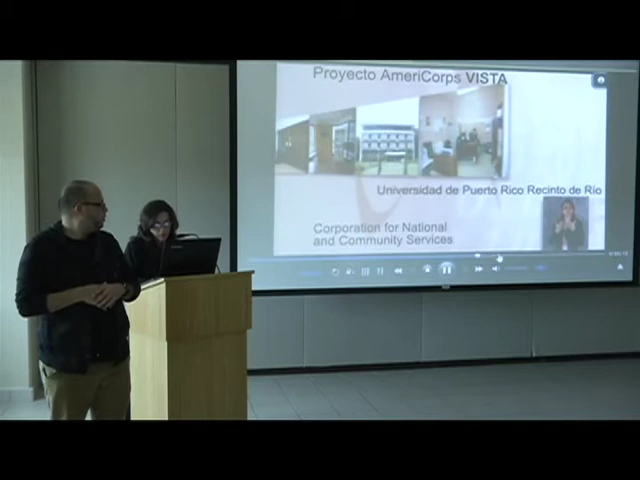 Proyecto AmeriCorps VISTA
Universidad de Puerto Rico Recinto de Río
Corporation for National
and Community Services